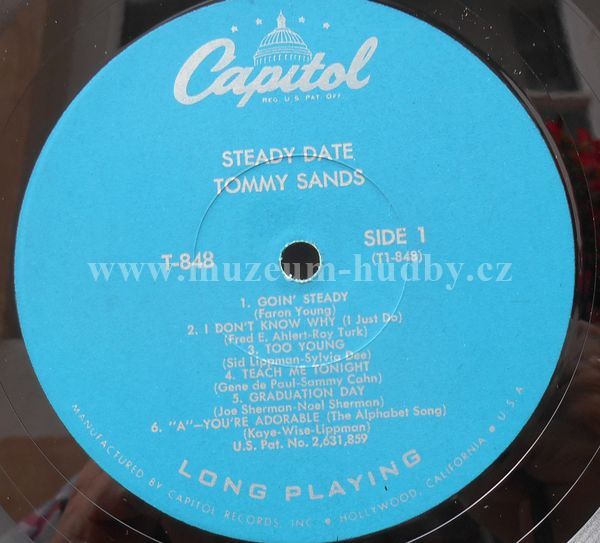 Capitol
REG. U.S. PAT. OFF.
STEADY DATE
TOMMY SANDS
T-848
SIDE 1
(T1-848)
www.muzeum-hudby.cz
1. GOIN' STEADY
(Faron Young)
2. I DON'T KNOW WHY (I Just Do)
(Fred E. Ahlert-Roy Turk)
3. TOO YOUNG
(Sid Lippman-Sylvia Dee)
4. TEACH ME TONIGHT
(Gene de Paul-Sammy Cahn)
5. GRADUATION DAY
(Joe Sherman-Noel Sherman)
6. "A"—YOU'RE ADORABLE (The Alphabet Song)
(Kaye-Wise-Lippman)
U.S. Pat. No. 2,631,859
LONG PLAYING
MANUFACTURED BY CAPITOL RECORDS, INC. • HOLLYWOOD, CALIFORNIA • U.S.A.